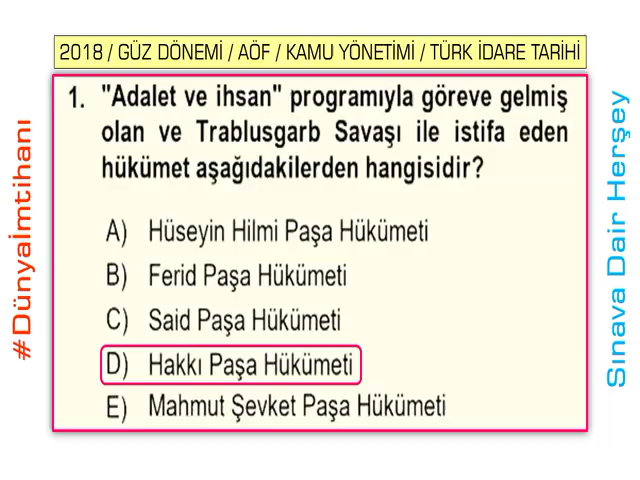 2018 / GÜZ DÖNEMİ / AÖF / KAMU YÖNETİMİ / TÜRK İDARE TARİHİ
#Dünyaİmtihanı
1. "Adalet ve ihsan" programıyla göreve gelmiş
olan ve Trablusgarb Savaşı ile istifa eden
hükümet aşağıdakilerden hangisidir?
A) Hüseyin Hilmi Paşa Hükümeti
B) Ferid Paşa Hükümeti
C) Said Paşa Hükümeti
D) Hakkı Paşa Hükümeti
E) Mahmut Şevket Paşa Hükümeti
Sınava Dair Herşey